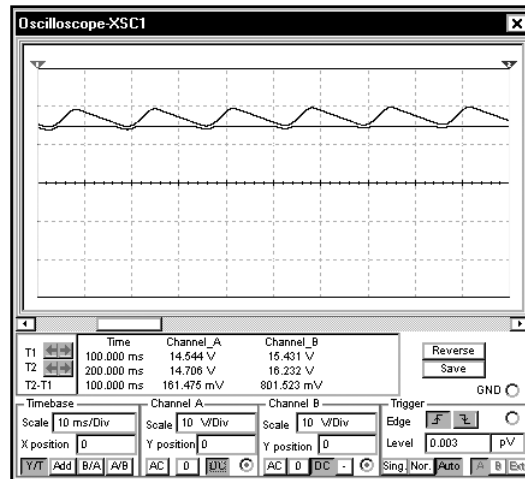 Oscilloscope-XSC1
1 2
Time Channel_A Channel_B
T1 100.000 ms 14.544 V 15.431 V
T2 200.000 ms 14.706 V 16.232 V
T2-T1 100.000 ms 161.475 mV 801.523 mV
Reverse
Save
GND
Timebase Channel A Channel B Trigger
Scale 10 ms/Div Scale 10 V/Div Scale 10 V/Div Edge
X position 0 Y position 0 Y position 0 Level 0.003 pV
Y/T Add B/A A/B AC 0 DC AC 0 DC - Sing. Nor. Auto A B Ext